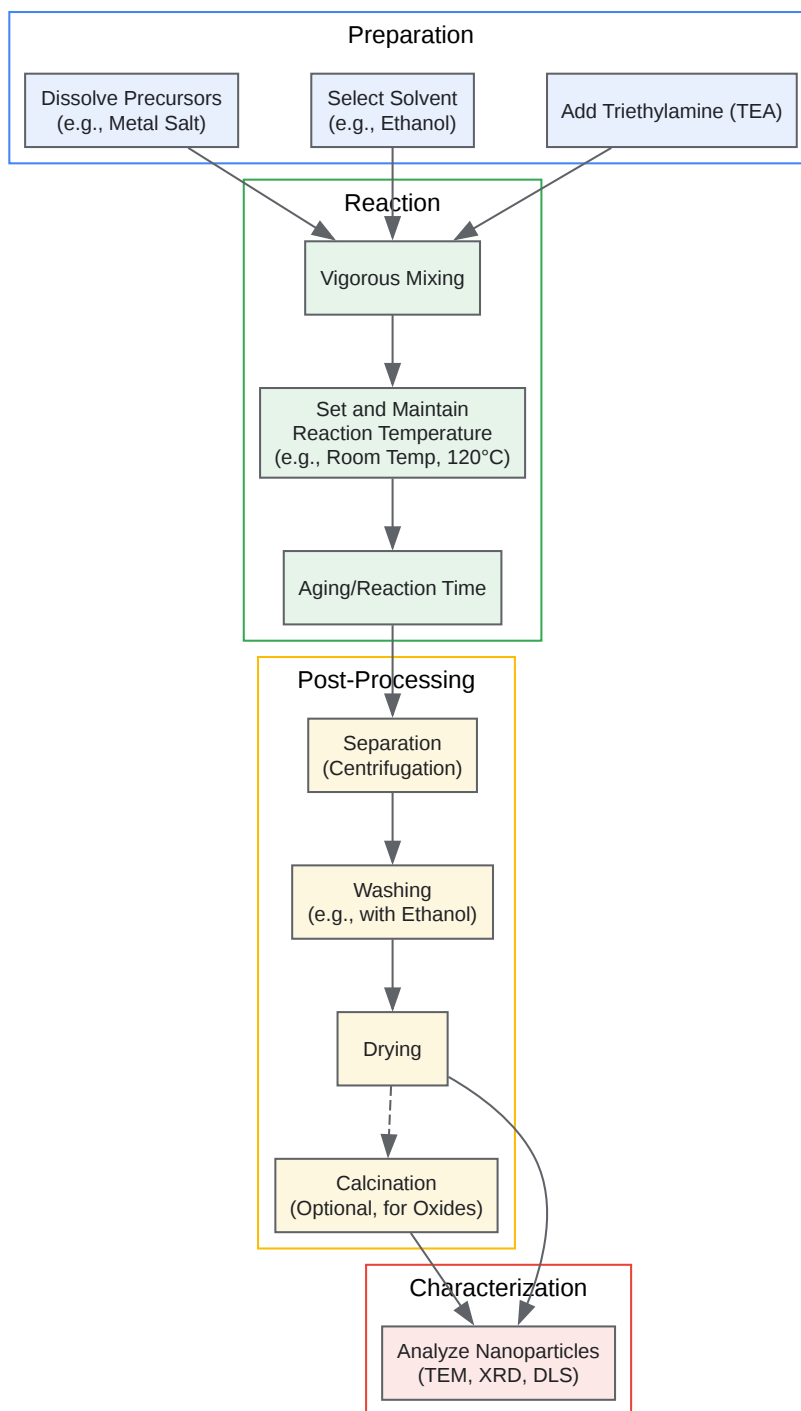 Preparation
Dissolve Precursors
(e.g., Metal Salt)
Select Solvent
(e.g., Ethanol)
Add Triethylamine (TEA)
Reaction
Vigorous Mixing
Set and Maintain
Reaction Temperature
(e.g., Room Temp, 120°C)
Aging/Reaction Time
Post-Processing
Separation
(Centrifugation)
Washing
(e.g., with Ethanol)
Drying
Calcination
(Optional, for Oxides)
Characterization
Analyze Nanoparticles
(TEM, XRD, DLS)